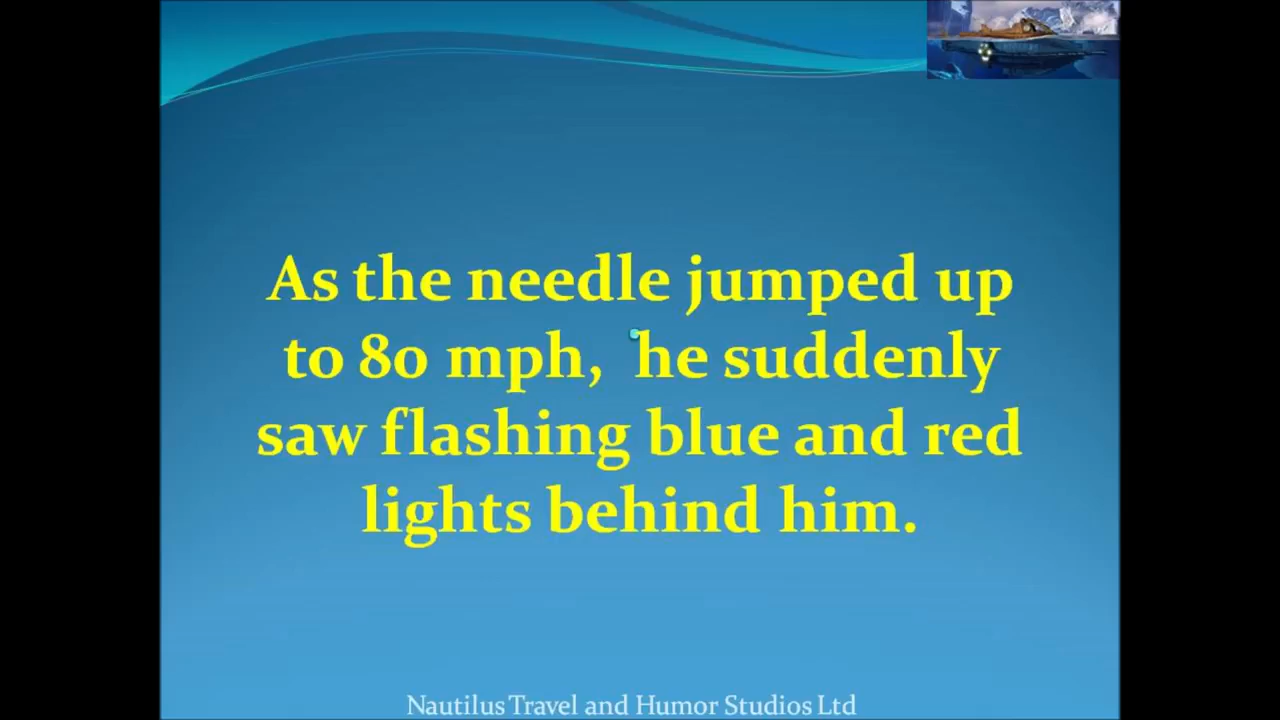 As the needle jumped up
to 80 mph,  he suddenly
saw flashing blue and red
lights behind him.
Nautilus Travel and Humor Studios Ltd